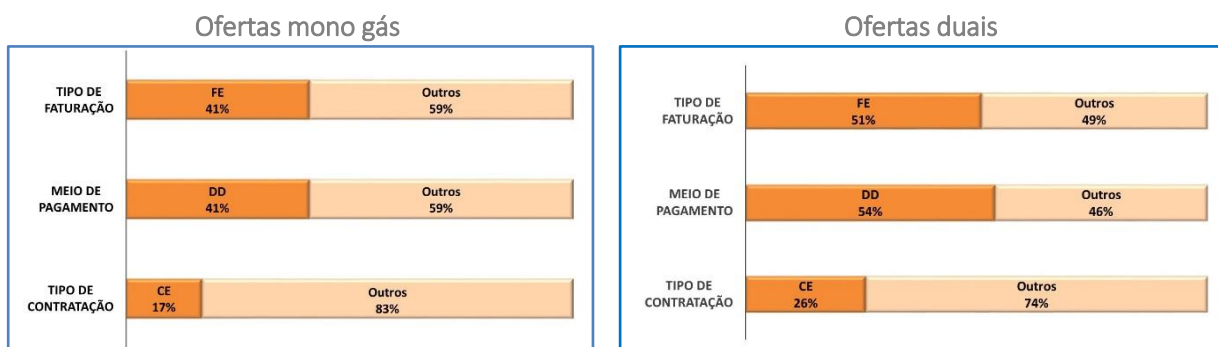 Ofertas mono gás
TIPO DE
FATURAÇÃO
FE
41%
Outros
59%
MEIO DE
PAGAMENTO
DD
41%
Outros
59%
TIPO DE
CONTRATAÇÃO
CE
17%
Outros
83%
Ofertas duais
TIPO DE
FATURAÇÃO
FE
51%
Outros
49%
MEIO DE
PAGAMENTO
DD
54%
Outros
46%
TIPO DE
CONTRATAÇÃO
CE
26%
Outros
74%